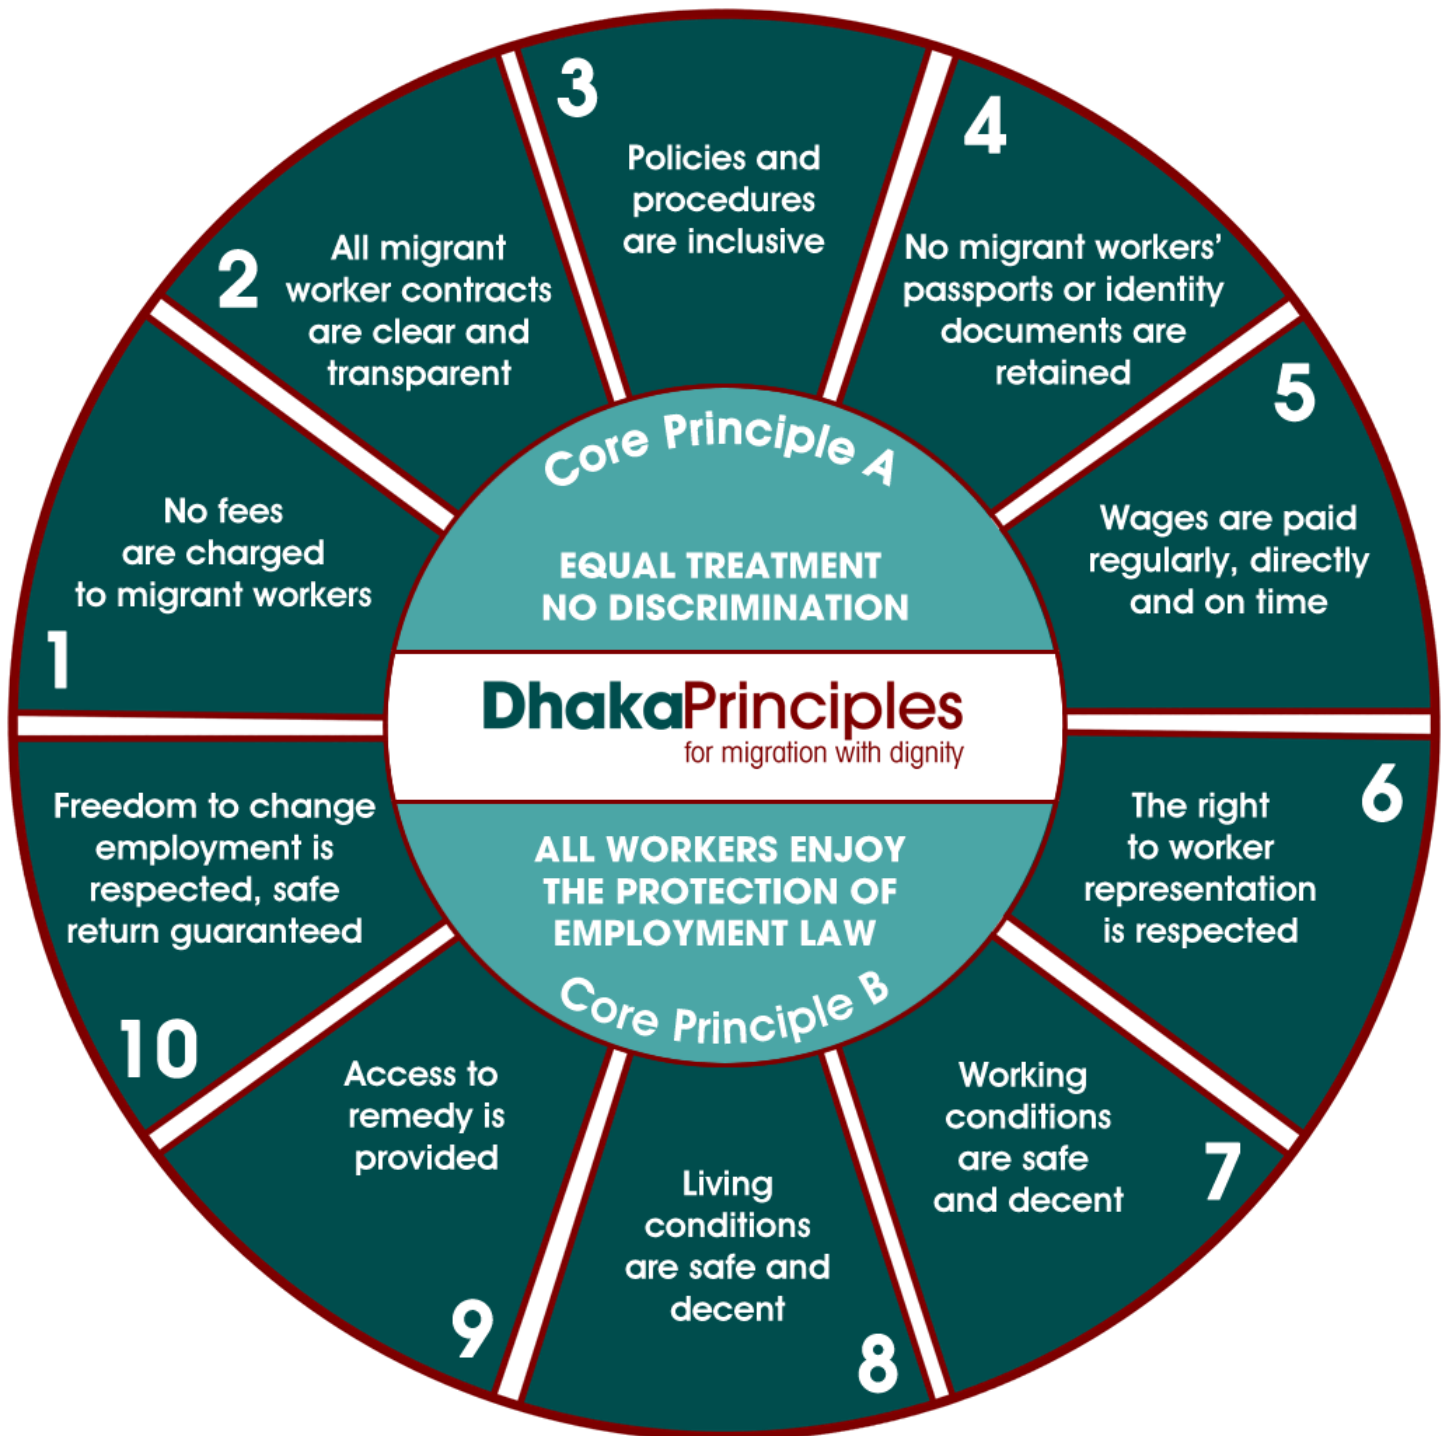 Core Principle A
EQUAL TREATMENT
NO DISCRIMINATION
DhakaPrinciples
for migration with dignity
ALL WORKERS ENJOY
THE PROTECTION OF
EMPLOYMENT LAW
Core Principle B
1
No fees
are charged
to migrant workers
2
All migrant
worker contracts
are clear and
transparent
3
Policies and
procedures
are inclusive
4
No migrant workers’
passports or identity
documents are
retained
5
Wages are paid
regularly, directly
and on time
6
The right
to worker
representation
is respected
7
Working
conditions
are safe
and decent
8
Living
conditions
are safe and
decent
9
Access to
remedy is
provided
10
Freedom to change
employment is
respected, safe
return guaranteed